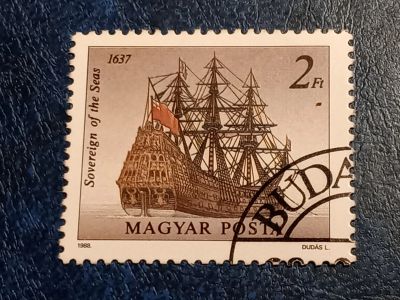 Sovereign of the Seas
1637
2 Ft
MAGYAR POSTA
1988.
DUDÁS L.
BUDA